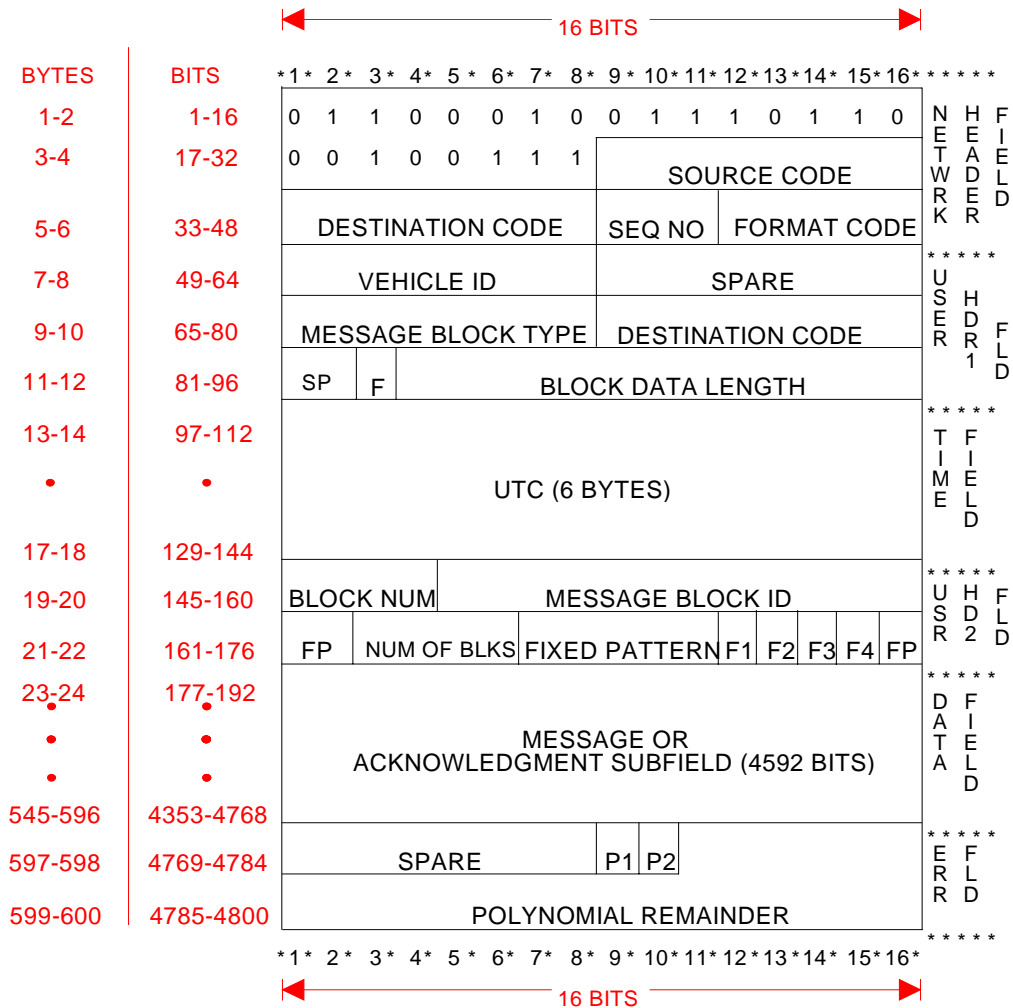 16 BITS
BYTES BITS *1* 2 * 3* 4* 5 * 6* 7* 8* 9* 10* 11* 12 *13 *14* 15* 16* * * * *
1-2 1-16 0 1 1 0 0 0 1 0 0 1 1 1 0 1 1 0
3-4 17-32 0 0 1 0 0 1 1 1 SOURCE CODE
NETWRK HEADER FIELD
5-6 33-48 DESTINATION CODE SEQ NO FORMAT CODE
* * * * *
7-8 49-64 VEHICLE ID SPARE
9-10 65-80 MESSAGE BLOCK TYPE DESTINATION CODE
USER HDR1 FLD
11-12 81-96 SP F BLOCK DATA LENGTH
* * * * *
13-14 97-112
UTC (6 BYTES)
TIME FIELD
17-18 129-144
* * * * *
19-20 145-160 BLOCK NUM MESSAGE BLOCK ID
USR HD2 FLD
21-22 161-176 FP NUM OF BLKS FIXED PATTERN F1 F2 F3 F4 FP
* * * * *
23-24 177-192
MESSAGE OR
ACKNOWLEDGMENT SUBFIELD (4592 BITS)
DATA FIELD
545-596 4353-4768
* * * * *
597-598 4769-4784 SPARE P1 P2
ERR FLD
599-600 4785-4800 POLYNOMIAL REMAINDER
* * * * *
*1* 2 * 3* 4* 5 * 6* 7* 8* 9* 10* 11* 12 *13 *14* 15* 16*
16 BITS